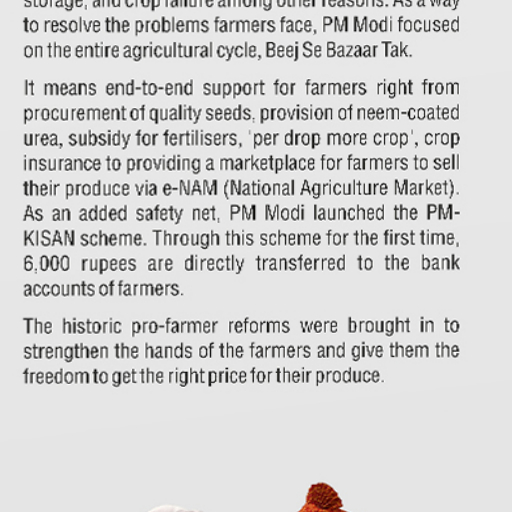 storage, and crop failure among other reasons. As a way
to resolve the problems farmers face, PM Modi focused
on the entire agricultural cycle, Beej Se Bazaar Tak.
It means end-to-end support for farmers right from
procurement of quality seeds, provision of neem-coated
urea, subsidy for fertilisers, 'per drop more crop', crop
insurance to providing a marketplace for farmers to sell
their produce via e-NAM (National Agriculture Market).
As an added safety net, PM Modi launched the PM-
KISAN scheme. Through this scheme for the first time,
6,000 rupees are directly transferred to the bank
accounts of farmers.
The historic pro-farmer reforms were brought in to
strengthen the hands of the farmers and give them the
freedom to get the right price for their produce.